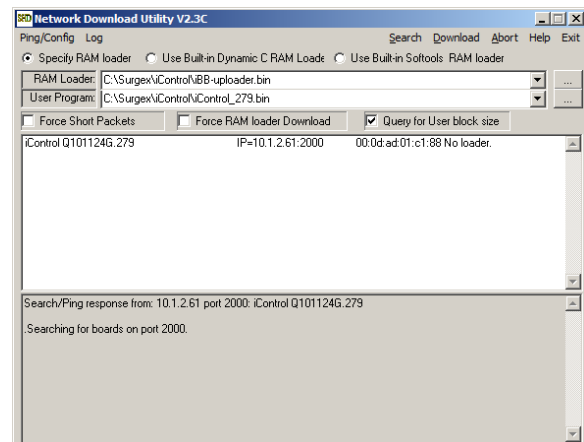 SHD Network Download Utility V2.3C
Ping/Config Log Search Download Abort Help Exit
Specify RAM loader Use Built-in Dynamic C RAM Loade Use Built-in Softools RAM loader
RAM Loader: C:\Surgex\iControl\iBB-uploader.bin ...
User Program: C:\Surgex\iControl\iControl_279.bin ...
Force Short Packets Force RAM loader Download Query for User block size
iControl Q101124G.279 IP=10.1.2.61:2000 00:0d:ad:01:c1:88 No loader.
Search/Ping response from: 10.1.2.61 port 2000: iControl Q101124G.279
.Searching for boards on port 2000.